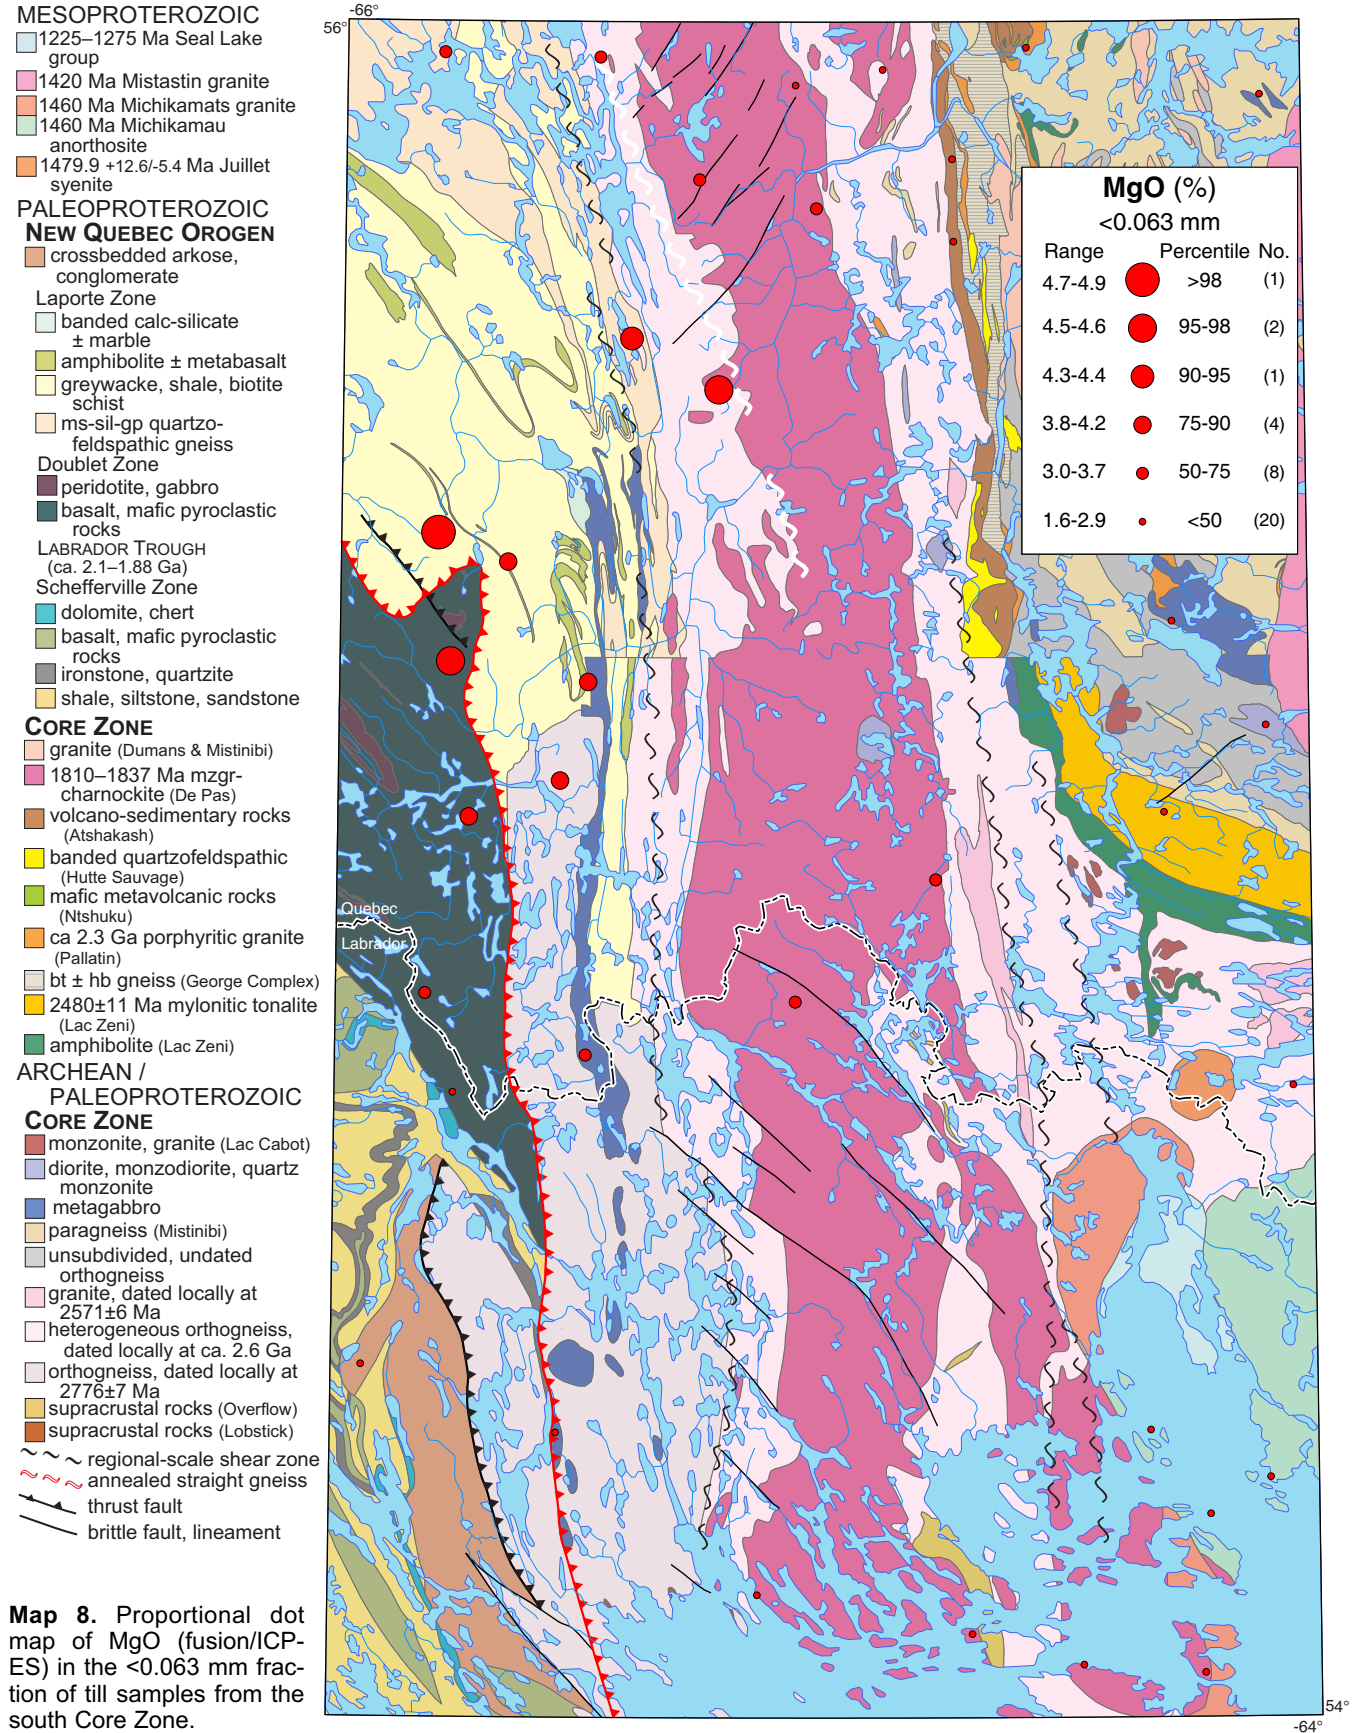 MESOPROTEROZOIC
1225–1275 Ma Seal Lake
group
1420 Ma Mistastin granite
1460 Ma Michikamats granite
1460 Ma Michikamau
anorthosite
1479.9 +12.6/-5.4 Ma Juillet
syenite
PALEOPROTEROZOIC
NEW QUEBEC OROGEN
crossbedded arkose,
conglomerate
Laporte Zone
banded calc-silicate
± marble
amphibolite ± metabasalt
greywacke, shale, biotite
schist
ms-sil-gp quartzo-
feldspathic gneiss
Doublet Zone
peridotite, gabbro
basalt, mafic pyroclastic
rocks
LABRADOR TROUGH
(ca. 2.1–1.88 Ga)
Schefferville Zone
dolomite, chert
basalt, mafic pyroclastic
rocks
ironstone, quartzite
shale, siltstone, sandstone
CORE ZONE
granite (Dumans & Mistinibi)
1810–1837 Ma mzgr-
charnockite (De Pas)
volcano-sedimentary rocks
(Atshakash)
banded quartzofeldspathic
(Hutte Sauvage)
mafic metavolcanic rocks
(Ntshuku)
ca 2.3 Ga porphyritic granite
(Pallatin)
bt ± hb gneiss (George Complex)
2480±11 Ma mylonitic tonalite
(Lac Zeni)
amphibolite (Lac Zeni)
ARCHEAN /
PALEOPROTEROZOIC
CORE ZONE
monzonite, granite (Lac Cabot)
diorite, monzodiorite, quartz
monzonite
metagabbro
paragneiss (Mistinibi)
unsubdivided, undated
orthogneiss
granite, dated locally at
2571±6 Ma
heterogeneous orthogneiss,
dated locally at ca. 2.6 Ga
orthogneiss, dated locally at
2776±7 Ma
supracrustal rocks (Overflow)
supracrustal rocks (Lobstick)
regional-scale shear zone
annealed straight gneiss
thrust fault
brittle fault, lineament
Map 8. Proportional dot
map of MgO (fusion/ICP-
ES) in the <0.063 mm frac-
tion of till samples from the
south Core Zone.
-66°
56°
MgO (%)
<0.063 mm
Range Percentile No.
4.7-4.9 >98 (1)
4.5-4.6 95-98 (2)
4.3-4.4 90-95 (1)
3.8-4.2 75-90 (4)
3.0-3.7 50-75 (8)
1.6-2.9 <50 (20)
Quebec
Labrador
54°
-64°